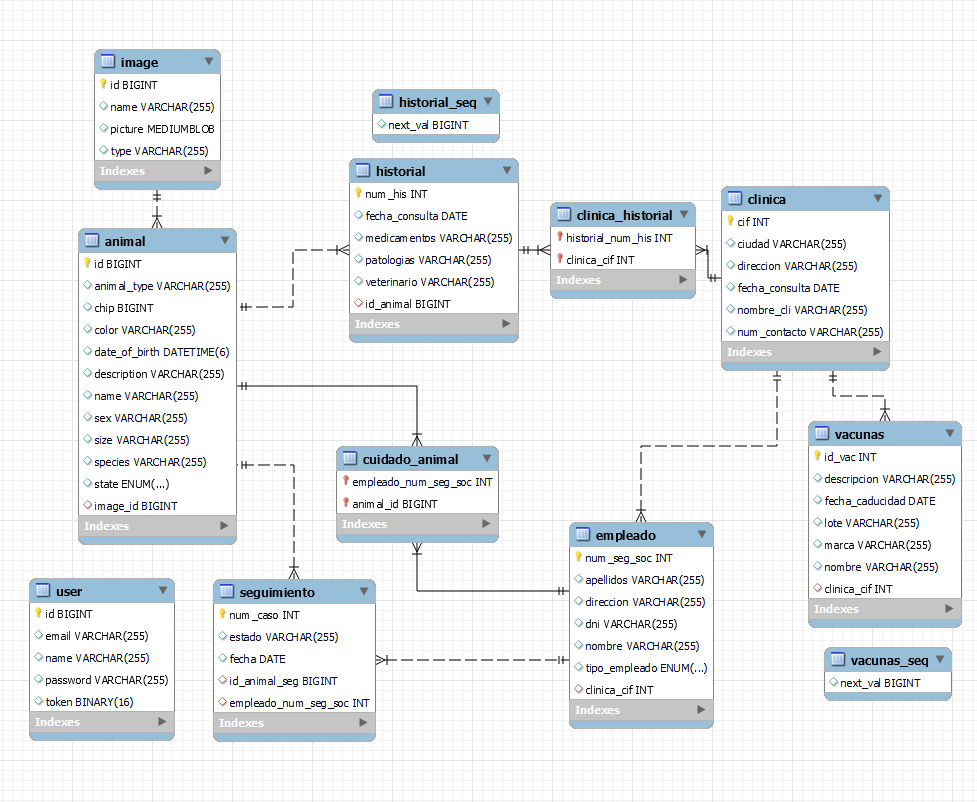 image
id BIGINT
name VARCHAR(255)
picture MEDIUMBLOB
type VARCHAR(255)
Indexes
historial_seq
next_val BIGINT
historial
num_his INT
fecha_consulta DATE
medicamentos VARCHAR(255)
patologias VARCHAR(255)
veterinario VARCHAR(255)
id_animal BIGINT
Indexes
clinica_historial
historial_num_his INT
clinica_cif INT
Indexes
clinica
cif INT
ciudad VARCHAR(255)
direccion VARCHAR(255)
fecha_consulta DATE
nombre_cli VARCHAR(255)
num_contacto VARCHAR(255)
Indexes
animal
id BIGINT
animal_type VARCHAR(255)
chip BIGINT
color VARCHAR(255)
date_of_birth DATETIME(6)
description VARCHAR(255)
name VARCHAR(255)
sex VARCHAR(255)
size VARCHAR(255)
species VARCHAR(255)
state ENUM(...)
image_id BIGINT
Indexes
cuidado_animal
empleado_num_seg_soc INT
animal_id BIGINT
Indexes
vacunas
id_vac INT
descripcion VARCHAR(255)
fecha_caducidad DATE
lote VARCHAR(255)
marca VARCHAR(255)
nombre VARCHAR(255)
clinica_cif INT
Indexes
empleado
num_seg_soc INT
apellidos VARCHAR(255)
direccion VARCHAR(255)
dni VARCHAR(255)
nombre VARCHAR(255)
tipo_empleado ENUM(...)
clinica_cif INT
Indexes
user
id BIGINT
email VARCHAR(255)
name VARCHAR(255)
password VARCHAR(255)
token BINARY(16)
Indexes
seguimiento
num_caso INT
estado VARCHAR(255)
fecha DATE
id_animal_seg BIGINT
empleado_num_seg_soc INT
Indexes
vacunas_seq
next_val BIGINT